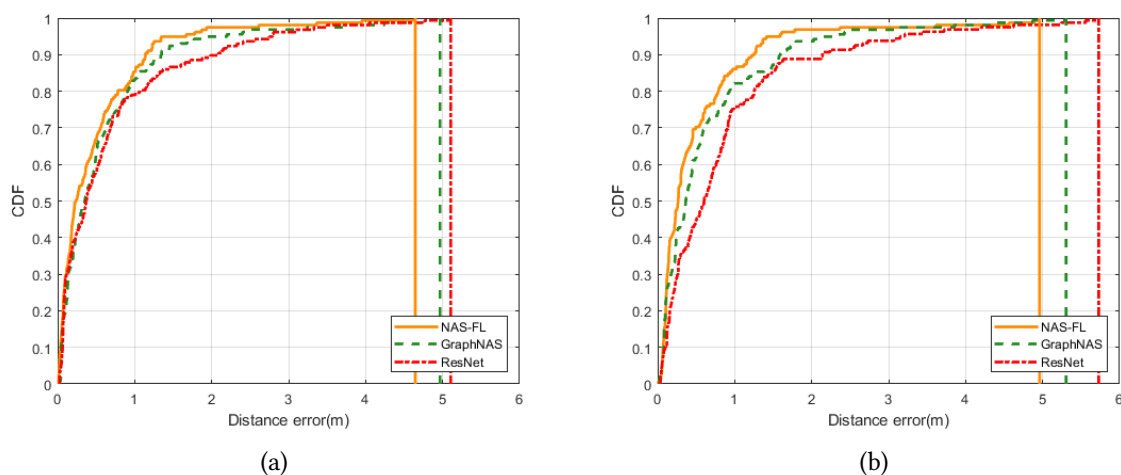 1
0.9
0.8
0.7
0.6
0.5
0.4
0.3
0.2
0.1
0
CDF
NAS-FL
GraphNAS
ResNet
0 1 2 3 4 5 6
Distance error(m)
(a)
1
0.9
0.8
0.7
0.6
0.5
0.4
0.3
0.2
0.1
0
CDF
NAS-FL
GraphNAS
ResNet
0 1 2 3 4 5 6
Distance error(m)
(b)